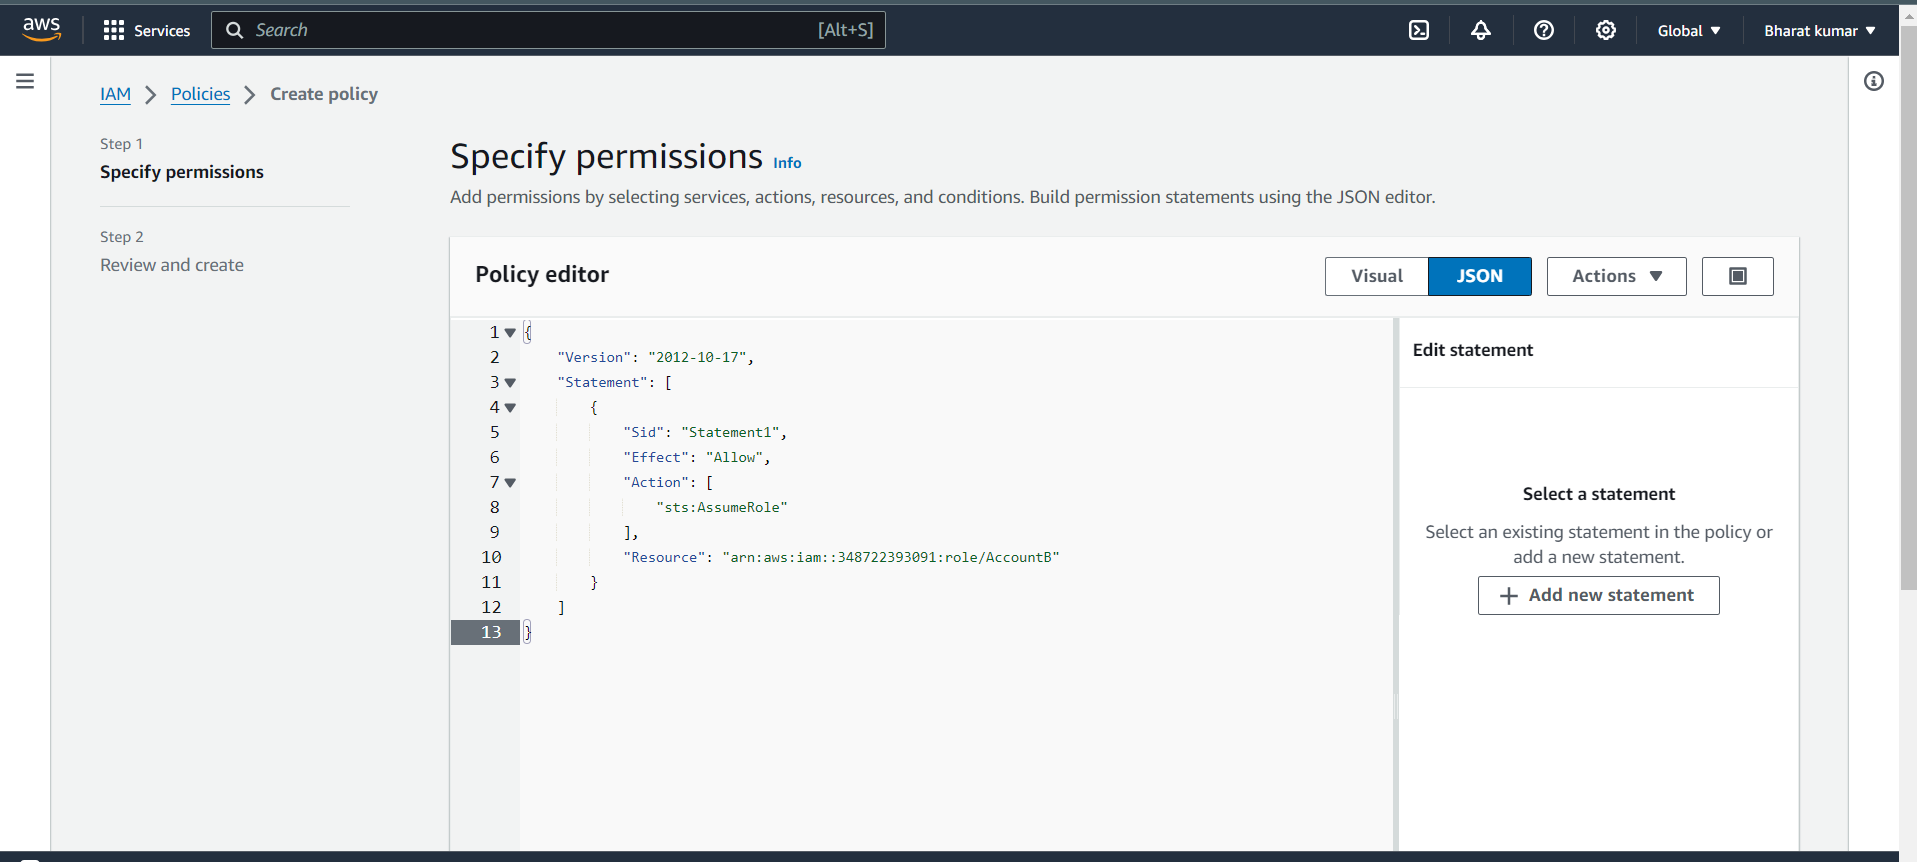 aws
Services
Search [Alt+S]
Global
Bharat kumar
IAM
Policies
Create policy
Step 1
Specify permissions
Step 2
Review and create
Specify permissions Info
Add permissions by selecting services, actions, resources, and conditions. Build permission statements using the JSON editor.
Policy editor
Visual
JSON
Actions
1 {
2 "Version": "2012-10-17",
3 "Statement": [
4 {
5 "Sid": "Statement1",
6 "Effect": "Allow",
7 "Action": [
8 "sts:AssumeRole"
9 ],
10 "Resource": "arn:aws:iam::348722393091:role/AccountB"
11 }
12 ]
13 }
Edit statement
Select a statement
Select an existing statement in the policy or
add a new statement.
+ Add new statement